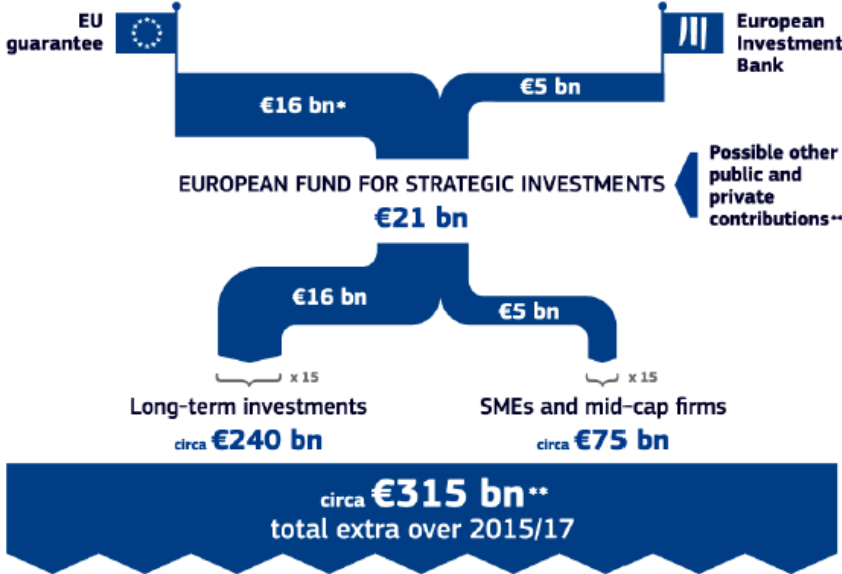 EU
guarantee
European
Investment
Bank
€16 bn*
€5 bn
Possible other
public and
private
contributions**
EUROPEAN FUND FOR STRATEGIC INVESTMENTS
€21 bn
€16 bn
€5 bn
x 15
x 15
Long-term investments
circa €240 bn
SMEs and mid-cap firms
circa €75 bn
circa €315 bn**
total extra over 2015/17